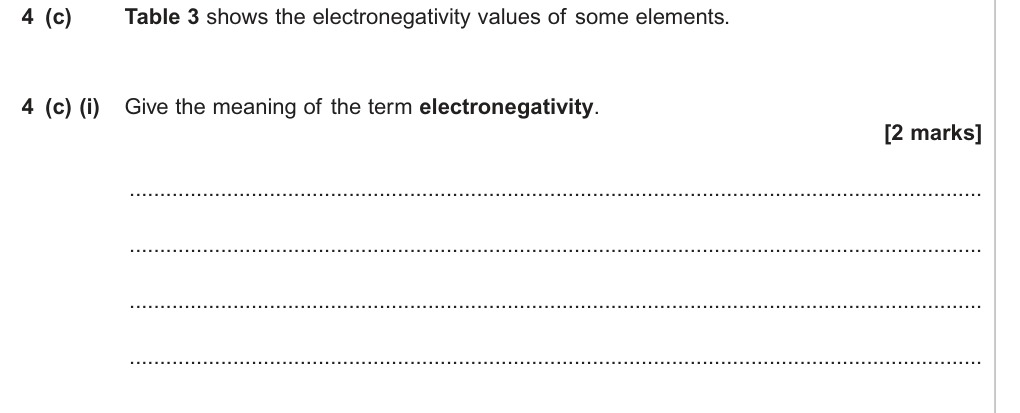 4 (c) Table 3 shows the electronegativity values of some elements.
4 (c) (i) Give the meaning of the term electronegativity.
[2 marks]